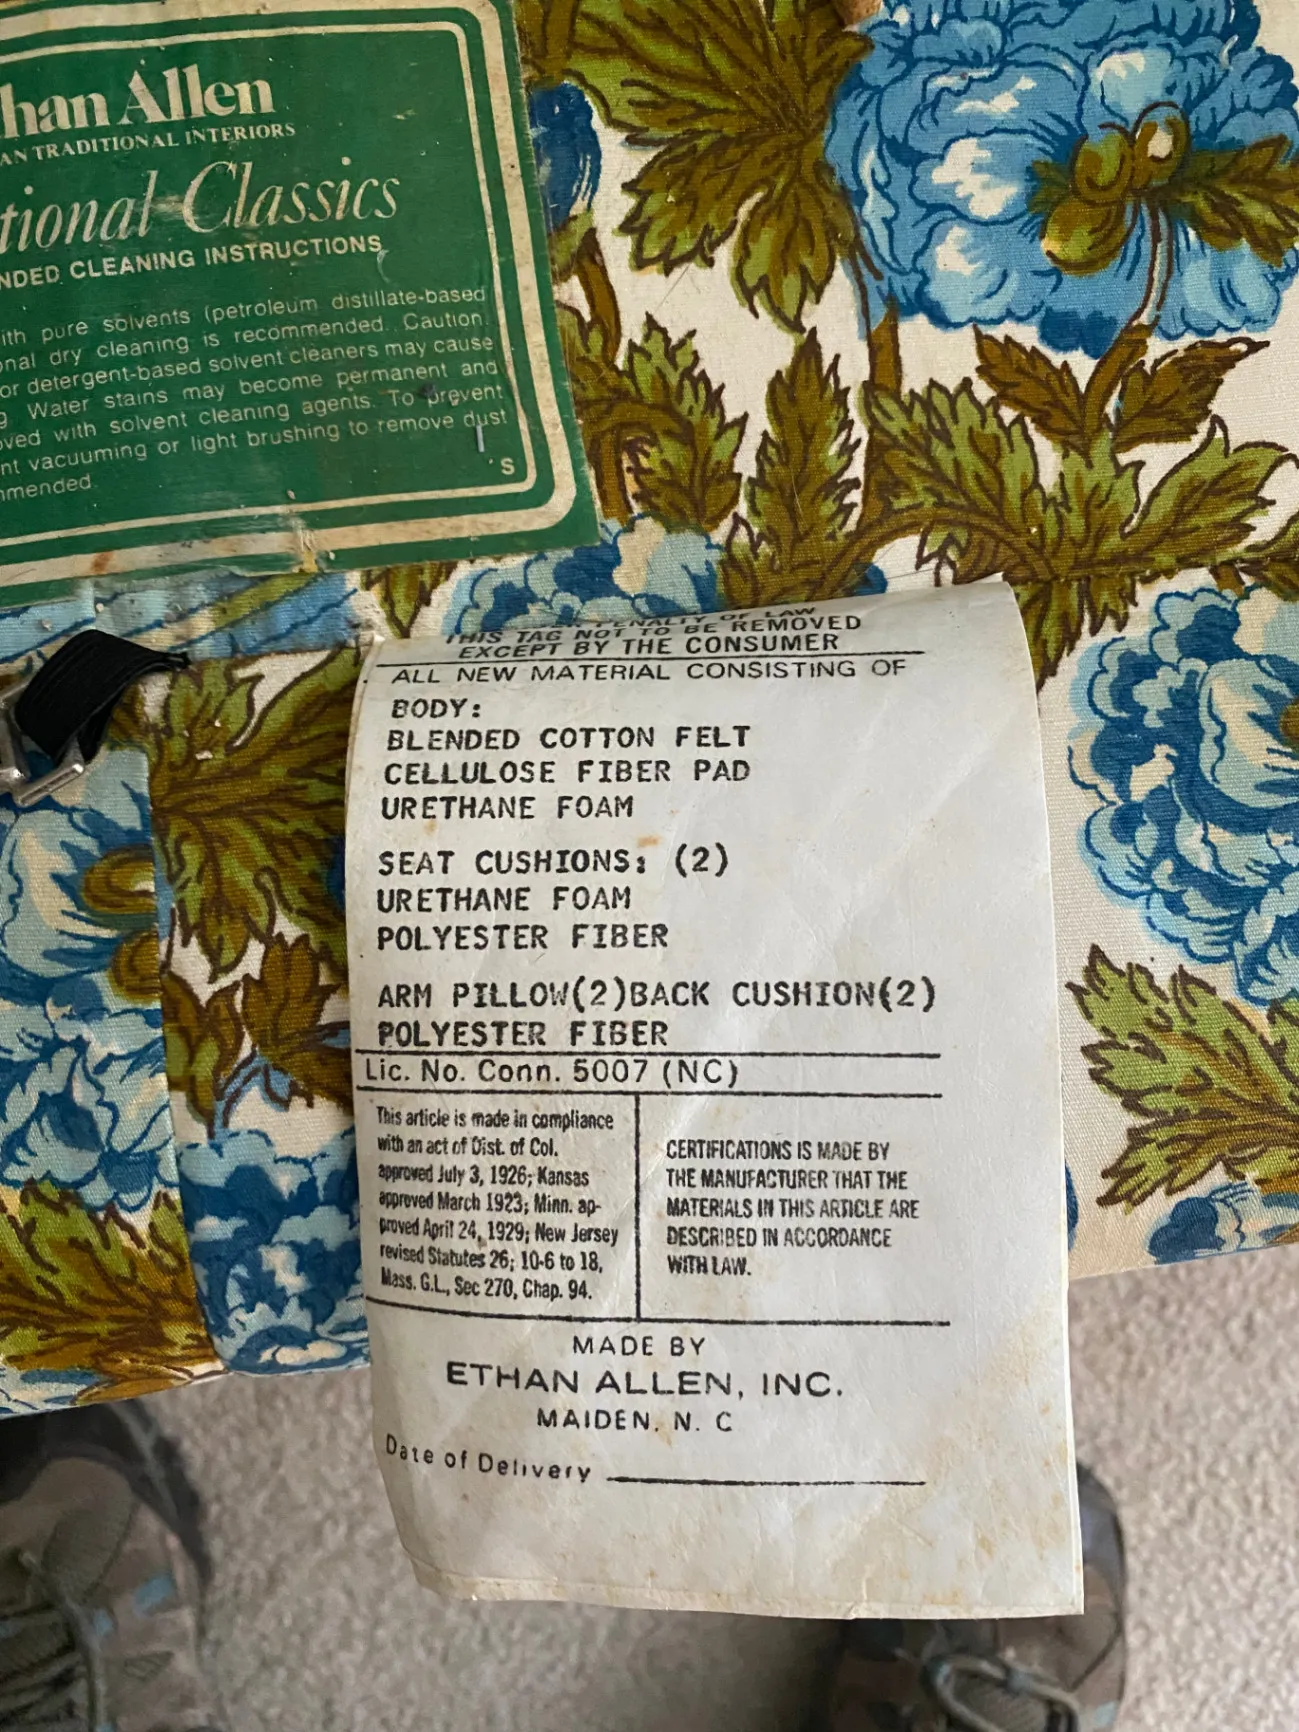 han Allen
AN TRADITIONAL INTERIORS
tional Classics
NDED CLEANING INSTRUCTIONS
ith pure solvents (petroleum distillate-based
onal dry cleaning is recommended. Caution.
or detergent-based solvent cleaners may cause
g Water stains may become permanent and
oved with solvent cleaning agents. To prevent
nt vacuuming or light brushing to remove dust
mmended.
'S
PENALTY OF LAW
THIS TAG NOT TO BE REMOVED
EXCEPT BY THE CONSUMER
ALL NEW MATERIAL CONSISTING OF
BODY:
BLENDED COTTON FELT
CELLULOSE FIBER PAD
URETHANE FOAM
SEAT CUSHIONS: (2)
URETHANE FOAM
POLYESTER FIBER
ARM PILLOW(2)BACK CUSHION(2)
POLYESTER FIBER
Lic. No. Conn. 5007 (NC)
This article is made in compliance
with an act of Dist. of Col.
approved July 3, 1926; Kansas
approved March 1923; Minn. ap-
proved April 24, 1929; New Jersey
revised Statutes 26; 10-6 to 18,
Mass. G.L., Sec 270, Chap. 94.
CERTIFICATIONS IS MADE BY
THE MANUFACTURER THAT THE
MATERIALS IN THIS ARTICLE ARE
DESCRIBED IN ACCORDANCE
WITH LAW.
MADE BY
ETHAN ALLEN, INC.
MAIDEN, N. C
Date of Delivery